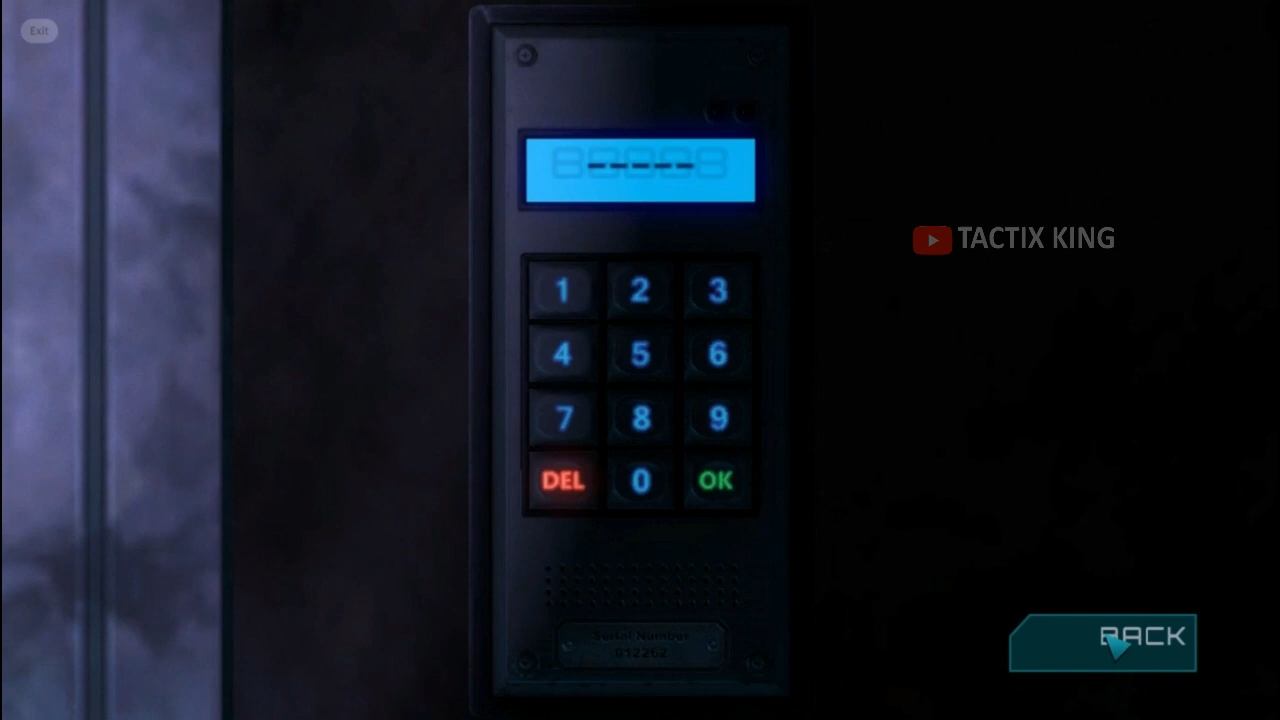 Exit
-----
TACTIX KING
1 2 3
4 5 6
7 8 9
DEL 0 OK
Serial Number
012262
BACK